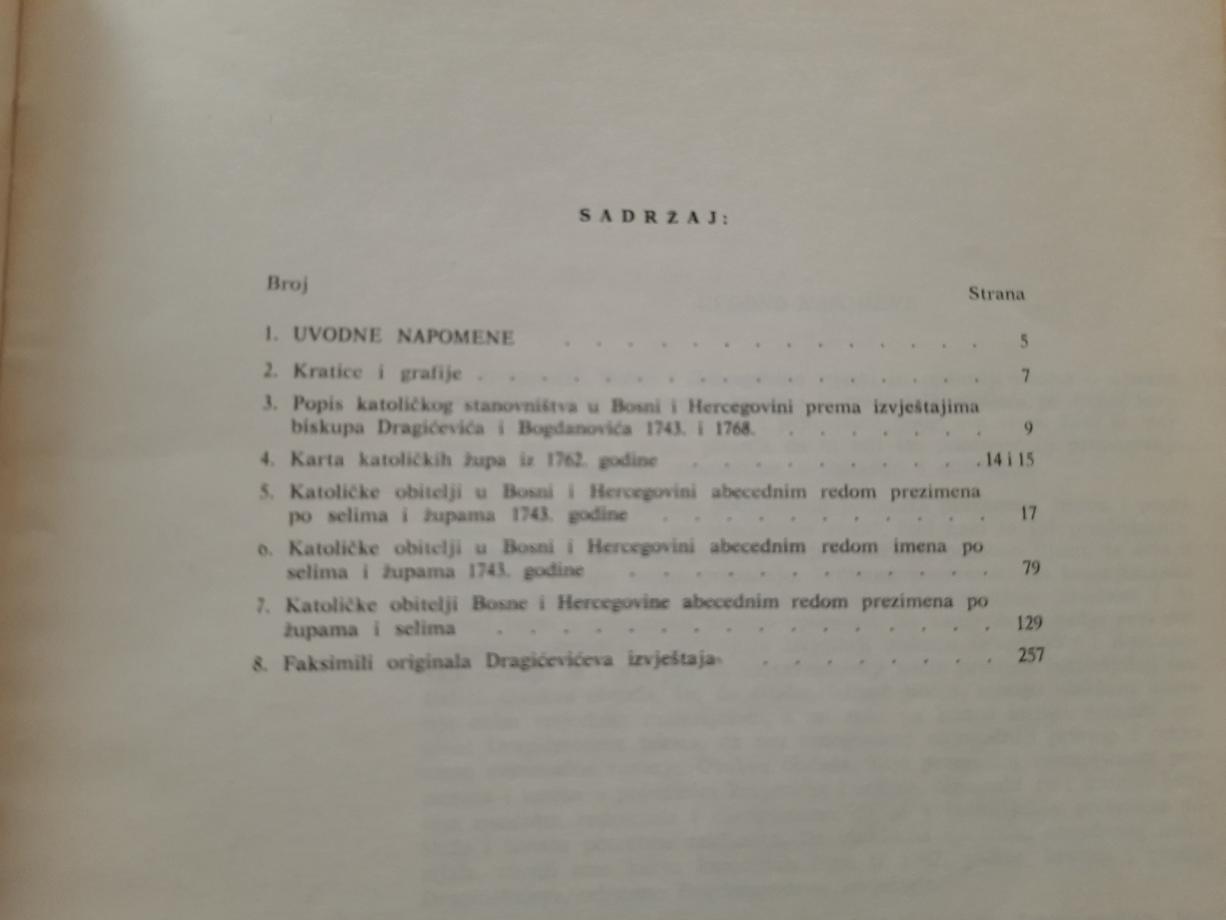 SADRŽAJ:
Broj
Strana
1. UVODNE NAPOMENE . . . . . . . . . . . . . . 5
2. Kratice i grafije . . . . . . . . . . . . . . . . . 7
3. Popis katoličkog stanovništva u Bosni i Hercegovini prema izvještajima
biskupa Dragićevića i Bogdanovića 1743. i 1768. . . . . . . . 9
4. Karta katoličkih župa iz 1762. godine . . . . . . . . . . 14 i 15
5. Katoličke obitelji u Bosni i Hercegovini abecednim redom prezimena
po selima i župama 1743. godine . . . . . . . . . . . 17
6. Katoličke obitelji u Bosni i Hercegovini abecednim redom imena po
selima i župama 1743. godine . . . . . . . . . . . . 79
7. Katoličke obitelji Bosne i Hercegovine abecednim redom prezimena po
župama i selima . . . . . . . . . . . . . . . . 129
8. Faksimili originala Dragićevićeva izvještaja . . . . . . . . 257